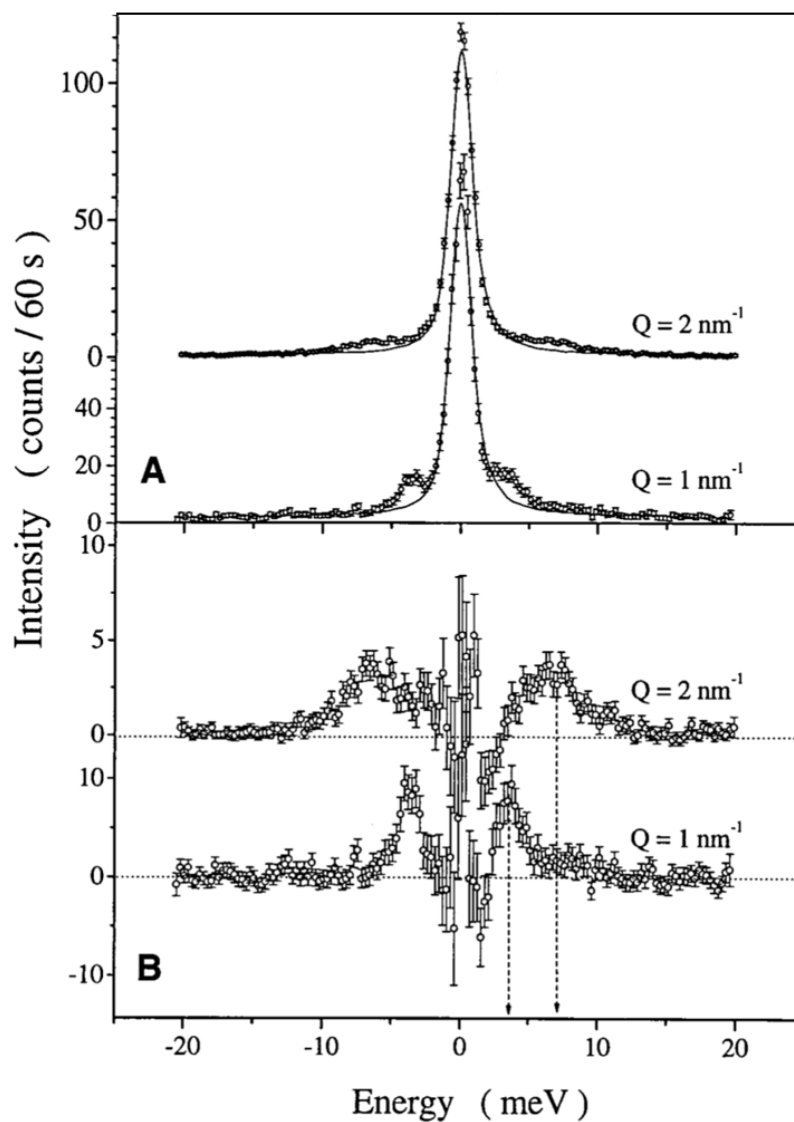 100
50
0
Q = 2 nm⁻¹
40
20
0
A
Q = 1 nm⁻¹
Intensity ( counts / 60 s )
10
5
0
Q = 2 nm⁻¹
10
0
-10
Q = 1 nm⁻¹
B
-20 -10 0 10 20
Energy ( meV )